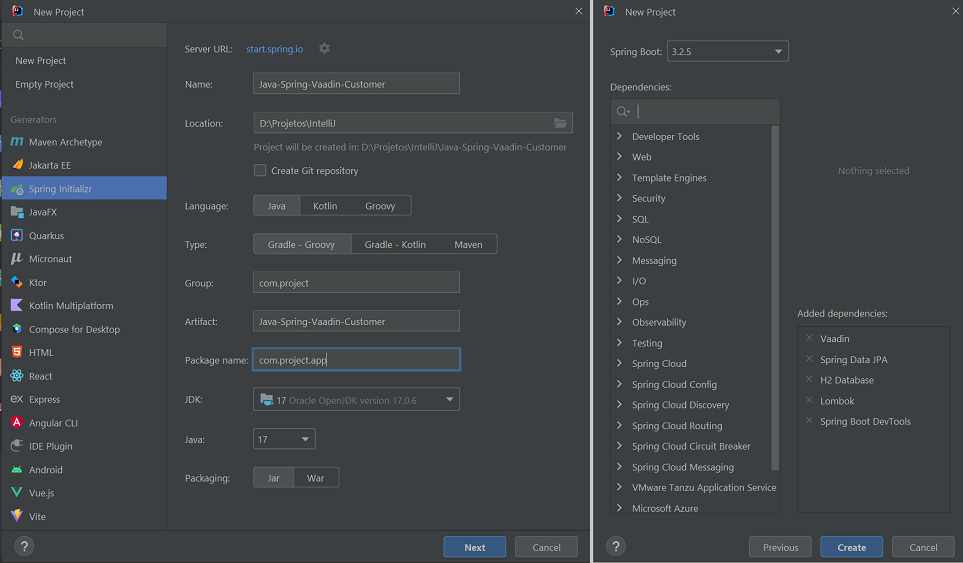 New Project
New Project
Empty Project
Generators
Maven Archetype
Jakarta EE
Spring Initializr
JavaFX
Quarkus
Micronaut
Ktor
Kotlin Multiplatform
Compose for Desktop
HTML
React
Express
Angular CLI
IDE Plugin
Android
Vue.js
Vite
Server URL: start.spring.io
Name: Java-Spring-Vaadin-Customer
Location: D:\Projetos\IntelliJ
Project will be created in: D:\Projetos\IntelliJ\Java-Spring-Vaadin-Customer
Create Git repository
Language: Java Kotlin Groovy
Type: Gradle - Groovy Gradle - Kotlin Maven
Group: com.project
Artifact: Java-Spring-Vaadin-Customer
Package name: com.project.app
JDK: 17 Oracle OpenJDK version 17.0.6
Java: 17
Packaging: Jar War
? Next Cancel
New Project
Spring Boot: 3.2.5
Dependencies:
Developer Tools
Web
Template Engines
Security
SQL
NoSQL
Messaging
I/O
Ops
Observability
Testing
Spring Cloud
Spring Cloud Config
Spring Cloud Discovery
Spring Cloud Routing
Spring Cloud Circuit Breaker
Spring Cloud Messaging
VMware Tanzu Application Service
Microsoft Azure
Nothing selected
Added dependencies:
Vaadin
Spring Data JPA
H2 Database
Lombok
Spring Boot DevTools
? Previous Create Cancel